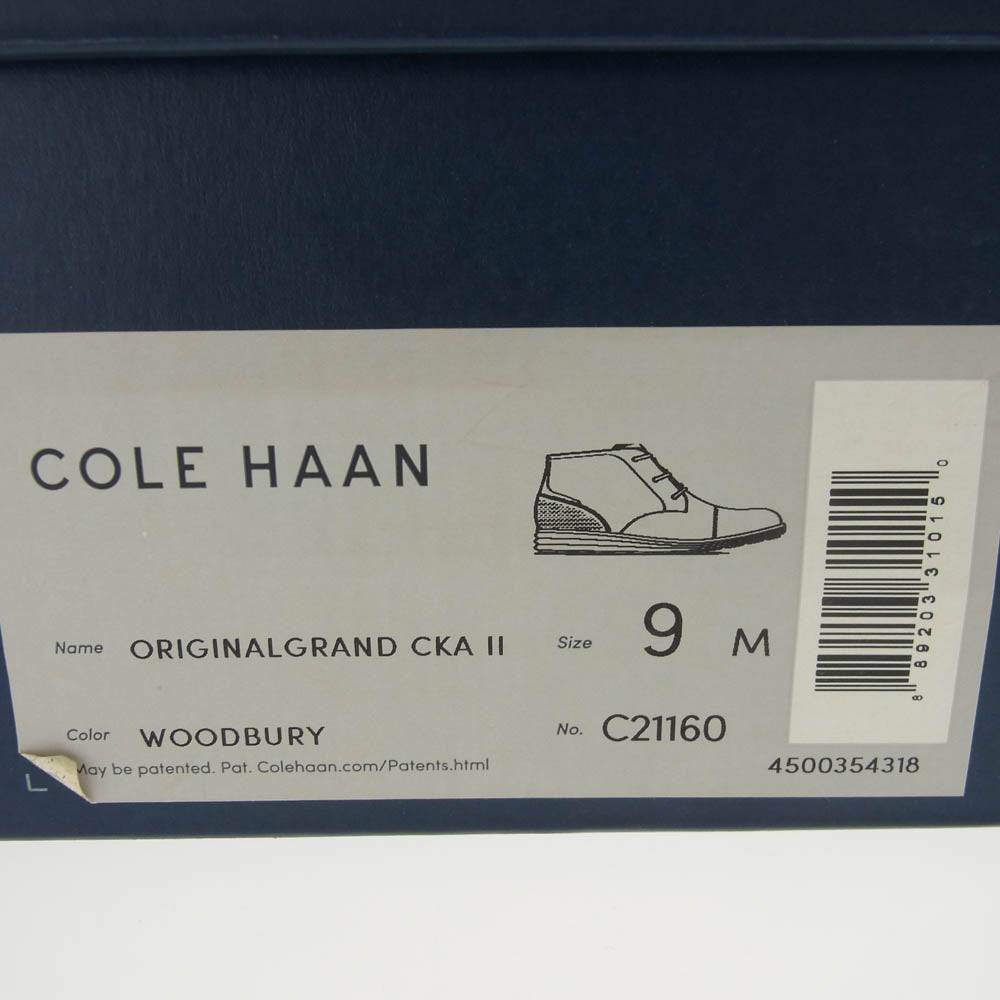 COLE HAAN
Name ORIGINALGRAND CKA II
Size 9 M
Color WOODBURY
No. C21160
May be patented. Pat. Colehaan.com/Patents.html
4500354318
8 89203 31015 0
L